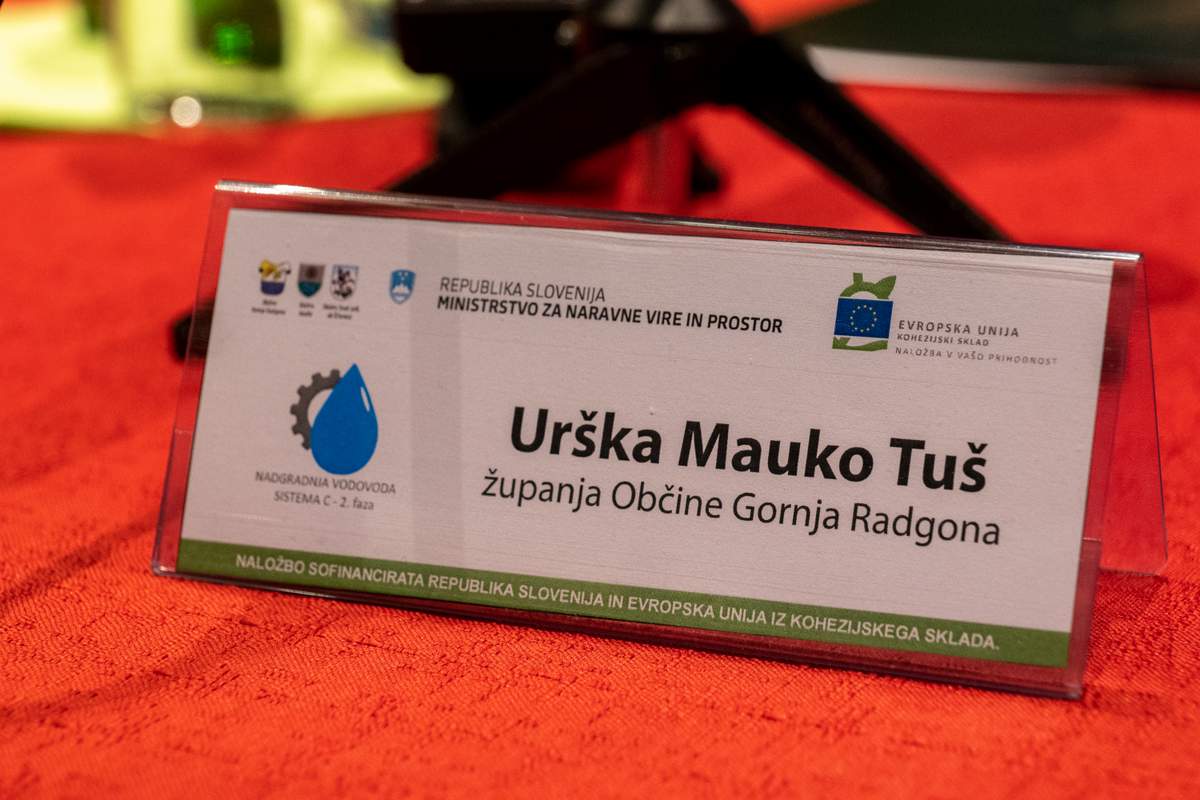 REPUBLIKA SLOVENIJA
MINISTRSTVO ZA NARAVNE VIRE IN PROSTOR
EVROPSKA UNIJA
KOHEZIJSKI SKLAD
NALOŽBA V VAŠO PRIHODNOST
NADGRADNJA VODOVODA
SISTEMA C - 2. faza
Urška Mauko Tuš
županja Občine Gornja Radgona
NALOŽBO SOFINANCIRATA REPUBLIKA SLOVENIJA IN EVROPSKA UNIJA IZ KOHEZIJSKEGA SKLADA.